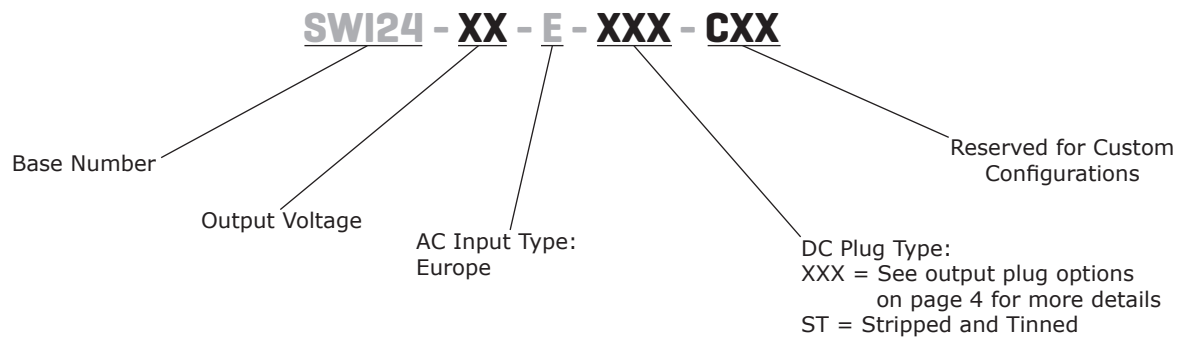 SWI24 - XX - E - XXX - CXX
Base Number
Output Voltage
AC Input Type:
Europe
DC Plug Type:
XXX = See output plug options
on page 4 for more details
ST = Stripped and Tinned
Reserved for Custom
Configurations